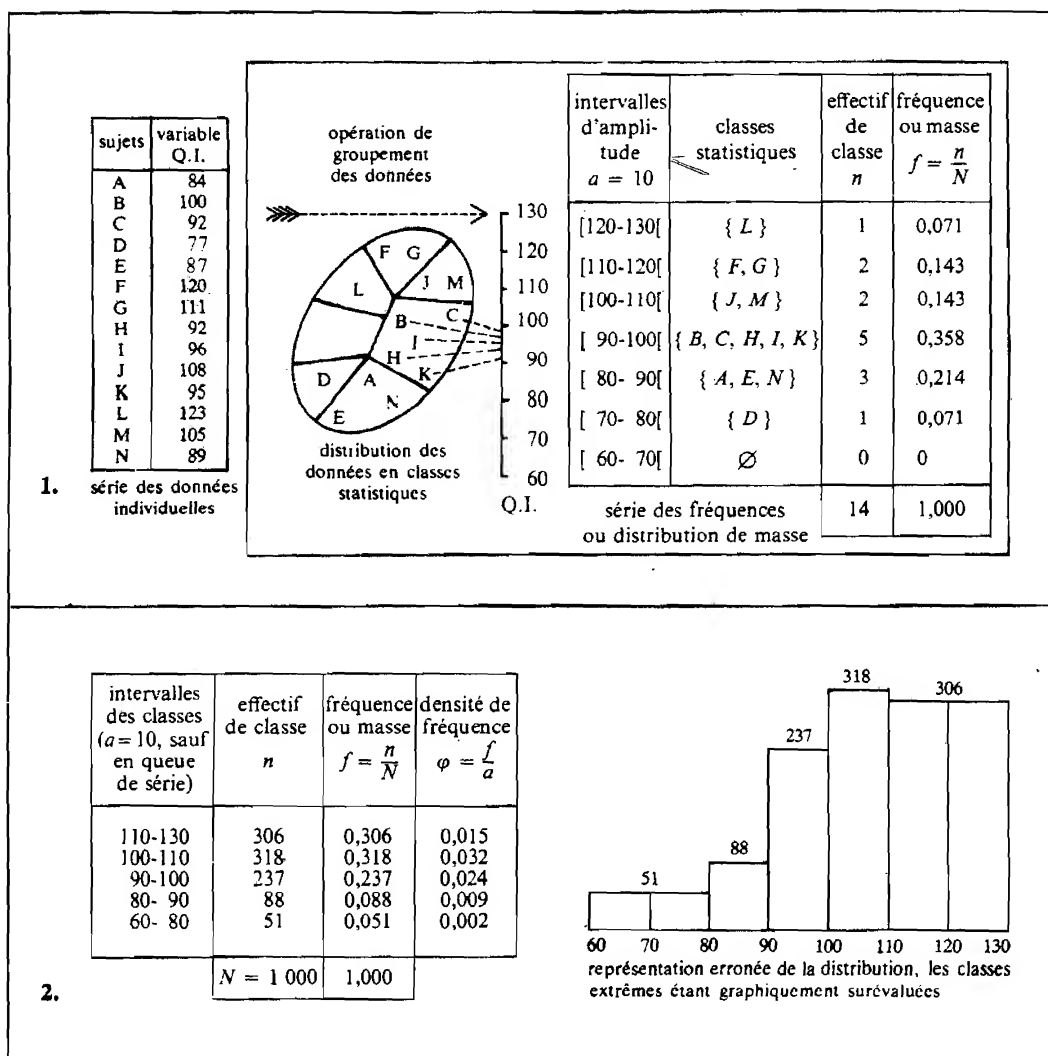 sujets variable
Q.I.
A 84
B 100
C 92
D 77
E 87
F 120
G 111
H 92
I 96
J 108
K 95
L 123
M 105
N 89
série des données
individuelles
1.
opération de
groupement
des données
F G
L J M
B C
I
H
D A K
E N
distribution des
données en classes
statistiques
130
120
110
100
90
80
70
60
Q.I.
intervalles
d'ampli-
tude
a = 10
classes
statistiques
effectif
de
classe
n
fréquence
ou masse
f = n/N
[120-130[ { L } 1 0,071
[110-120[ { F, G } 2 0,143
[100-110[ { J, M } 2 0,143
[ 90-100[ { B, C, H, I, K } 5 0,358
[ 80- 90[ { A, E, N } 3 0,214
[ 70- 80[ { D } 1 0,071
[ 60- 70[ ∅ 0 0
série des fréquences
ou distribution de masse
14 1,000
intervalles
des classes
(a = 10, sauf
en queue
de série)
effectif
de classe
n
fréquence
ou masse
f = n/N
densité de
fréquence
φ = f/a
110-130 306 0,306 0,015
100-110 318 0,318 0,032
90-100 237 0,237 0,024
80- 90 88 0,088 0,009
60- 80 51 0,051 0,002
N = 1 000 1,000
2.
318
306
237
88
51
60 70 80 90 100 110 120 130
représentation erronée de la distribution, les classes
extrêmes étant graphiquement surévaluées